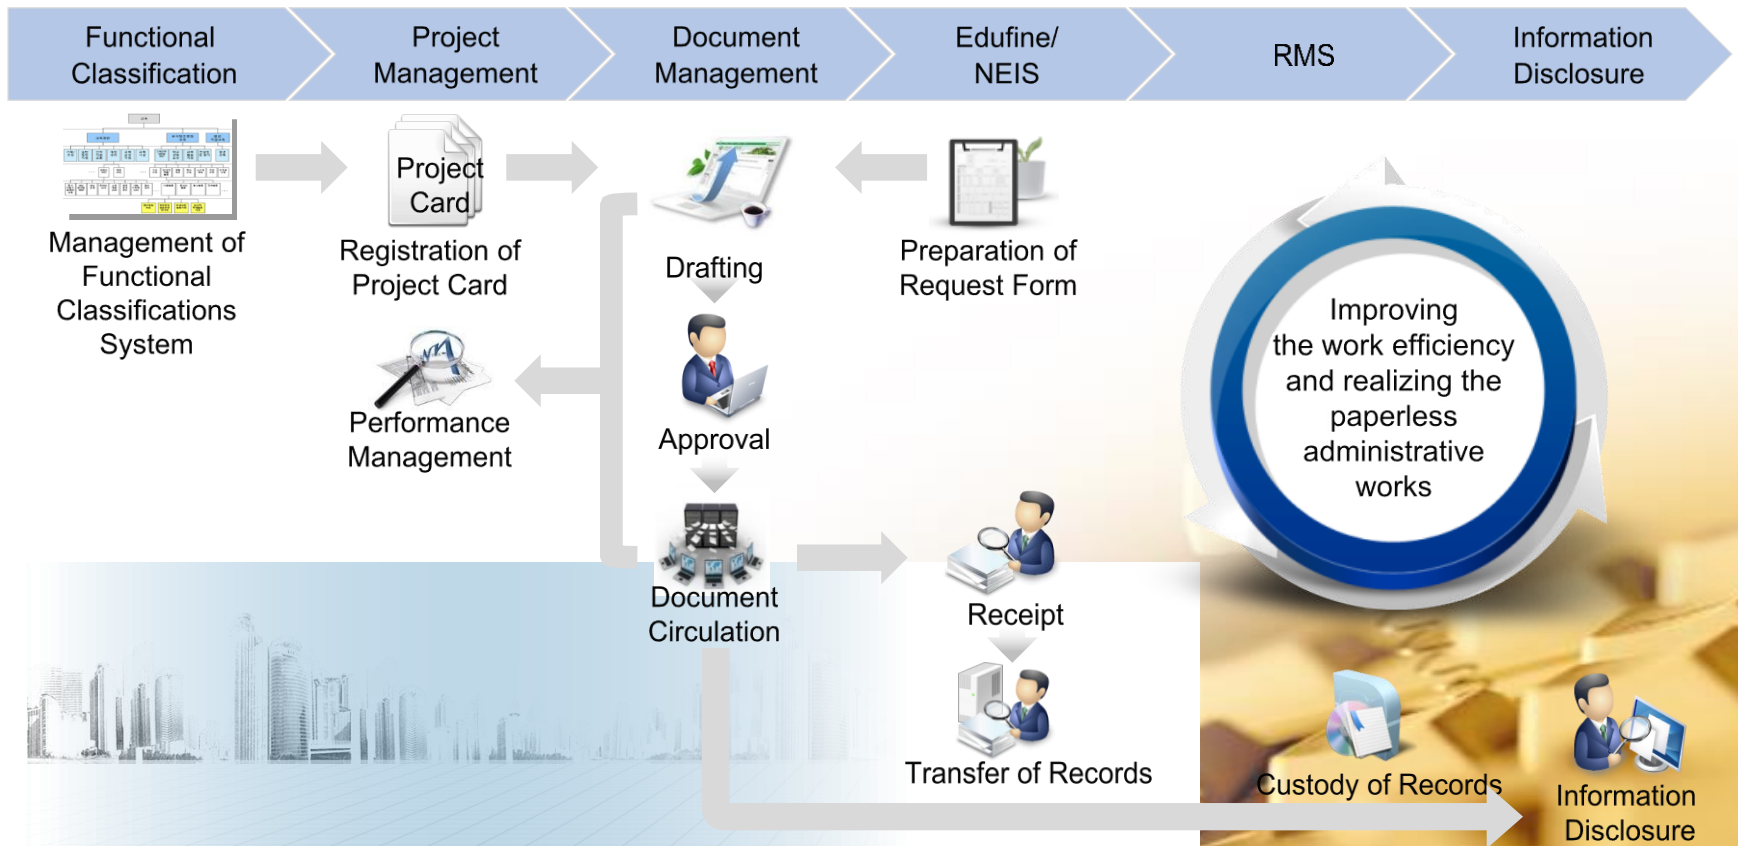 Functional
Classification
Project
Management
Document
Management
Edufine/
NEIS
RMS
Information
Disclosure
Management of
Functional
Classifications
System
Project
Card
Registration of
Project Card
Performance
Management
Drafting
Approval
Document
Circulation
Preparation of
Request Form
Receipt
Transfer of Records
Improving
the work efficiency
and realizing the
paperless
administrative
works
Custody of Records
Information
Disclosure